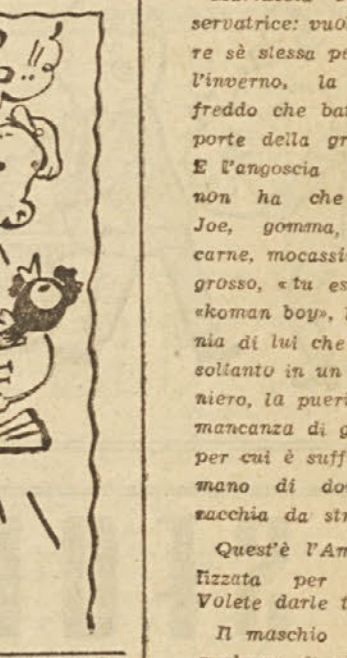 servatrice: vuol
re sè stessa pe
l'inverno, la
freddo che bat
porte della gr
E l'angoscia
non ha che
Joe, gomma,
carne, mocassi
grosso, «tu es
«koman boy»,
nia di lui che
soltanto in un
niero, la pueri
mancanza di g
per cui è suff
mano di do
racchia da str
Quest'è l'Am
lizzata per
Volete darle t
Il maschio